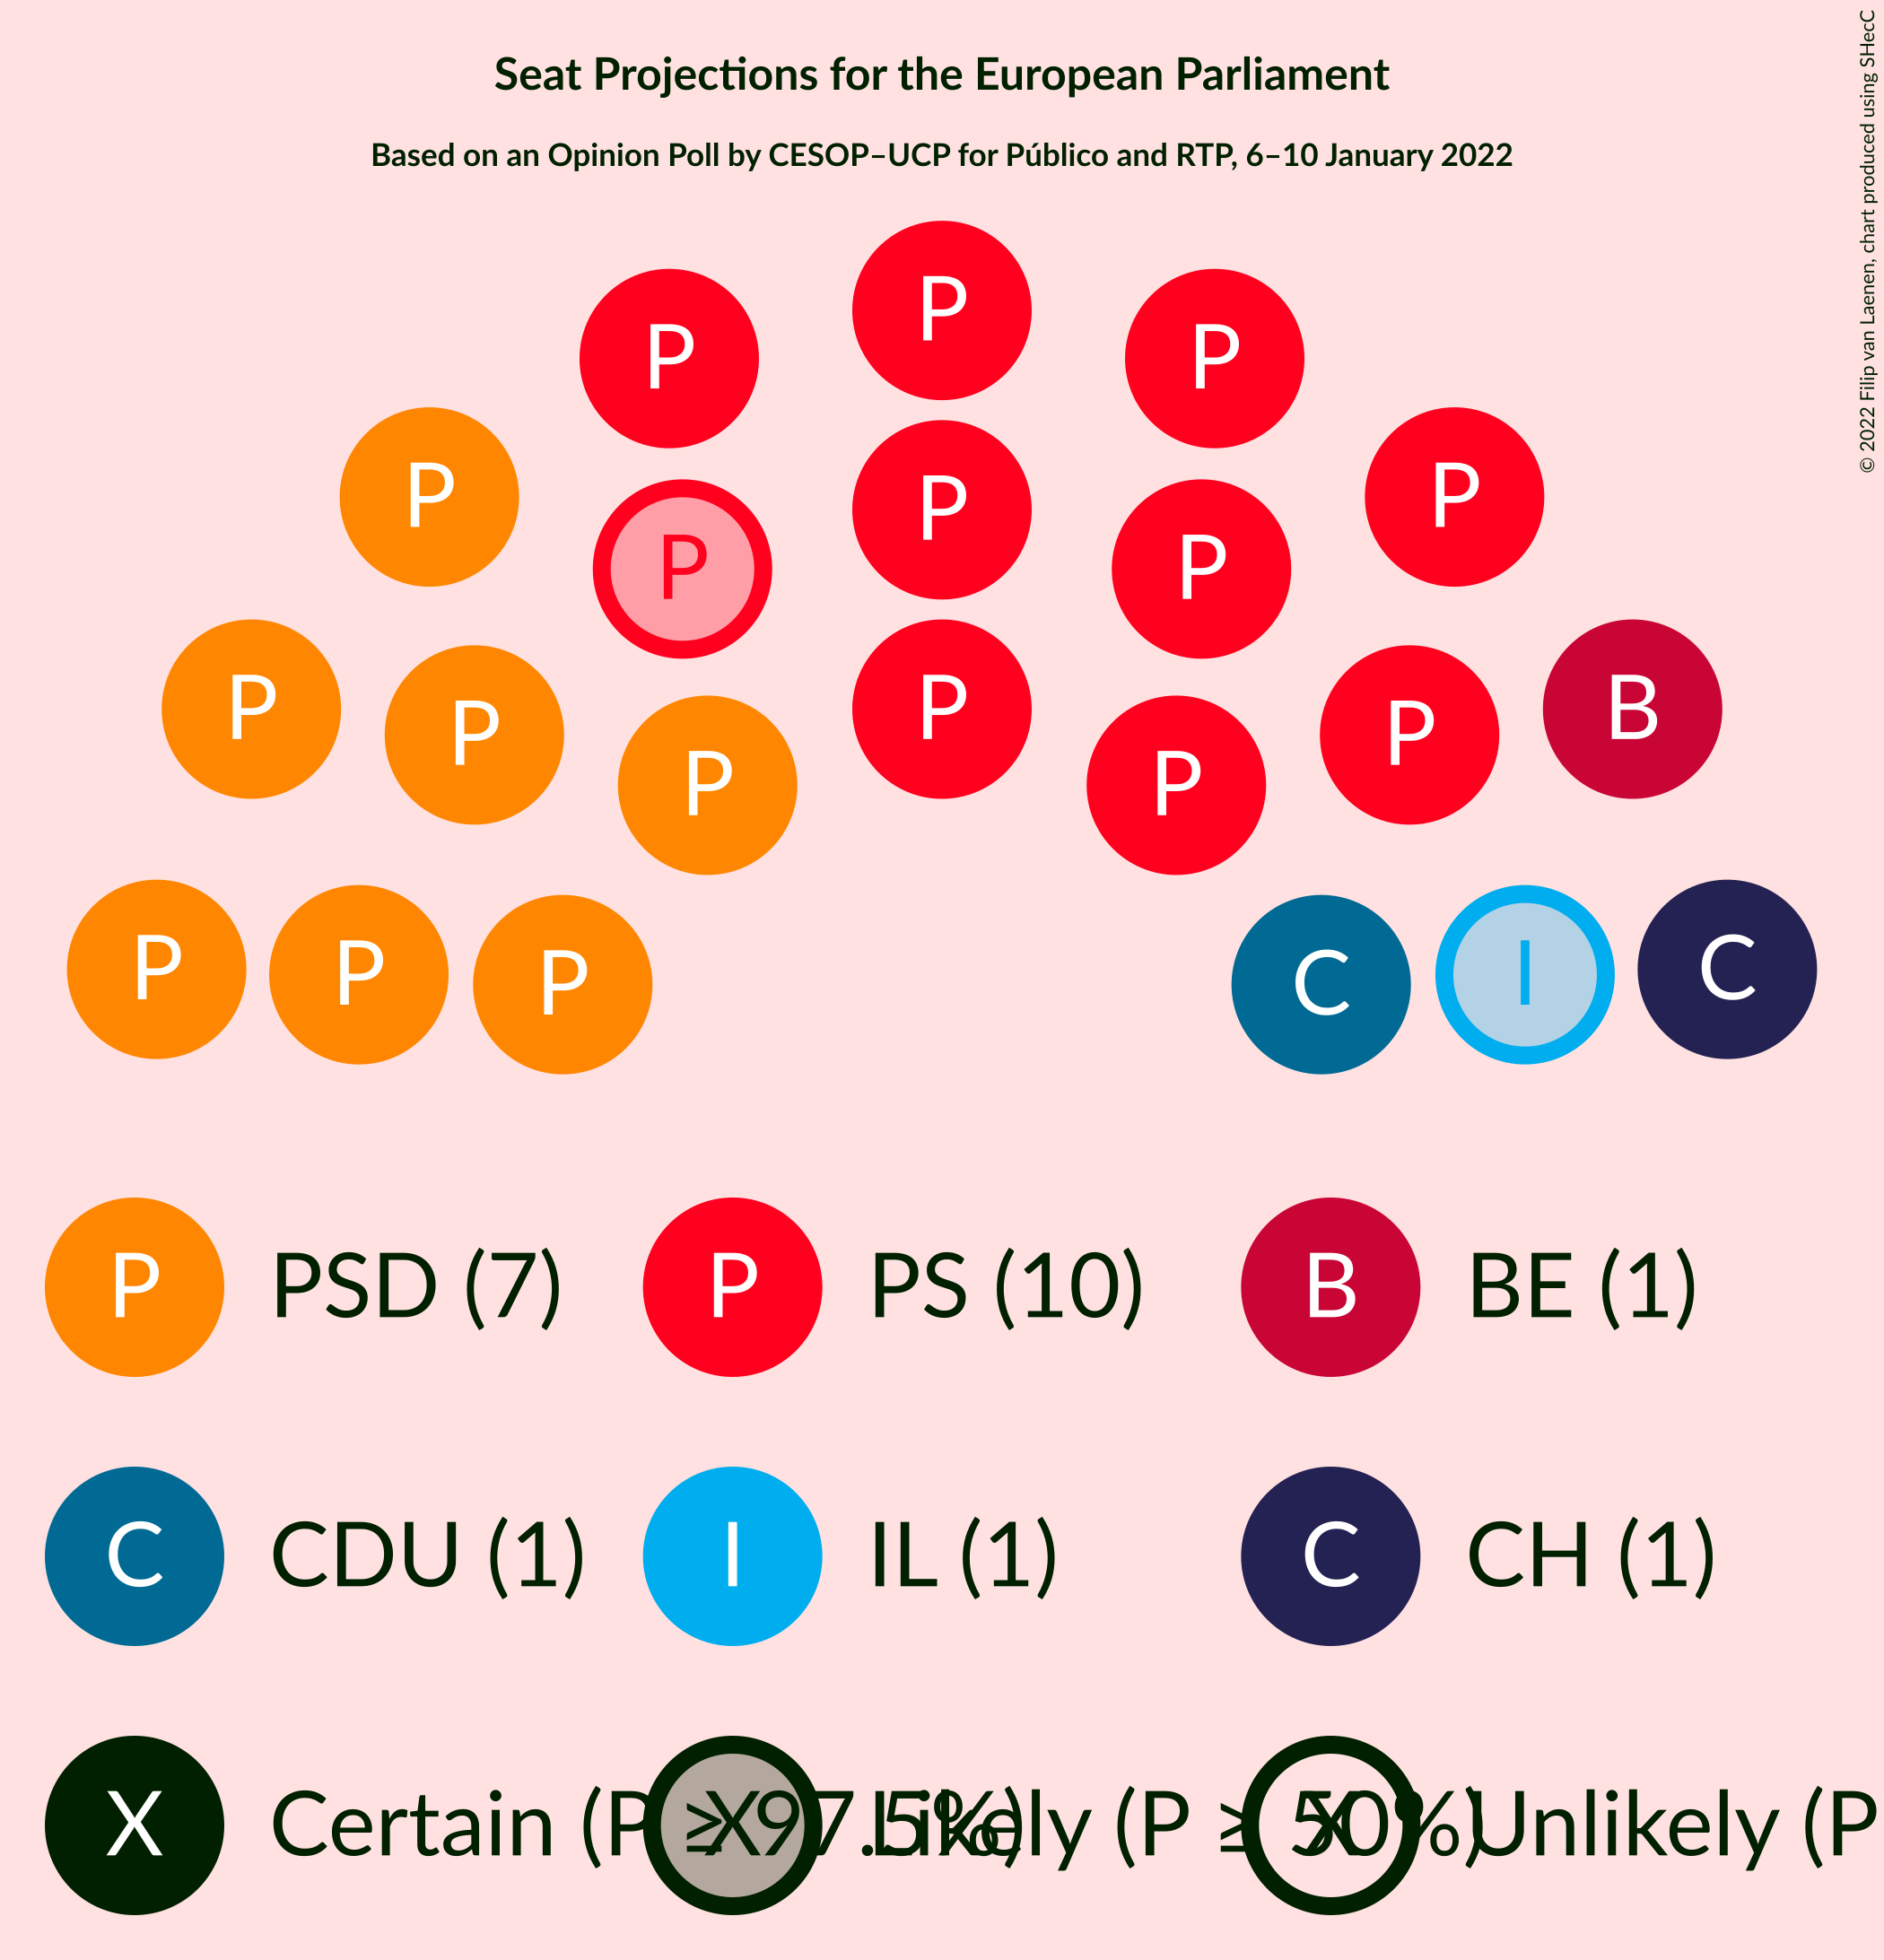 Seat Projections for the European Parliament
Based on an Opinion Poll by CESOP–UCP for Público and RTP, 6–10 January 2022
© 2022 Filip van Laenen, chart produced using SHecC
P
P P
P P
P
P P
P
P P B
P P
P P
P P P C I C
P PSD (7) P PS (10) B BE (1)
C CDU (1) I IL (1) C CH (1)
X Certain (P ≥ 97.5%) X Likely (P ≥ 50%) X Unlikely (P